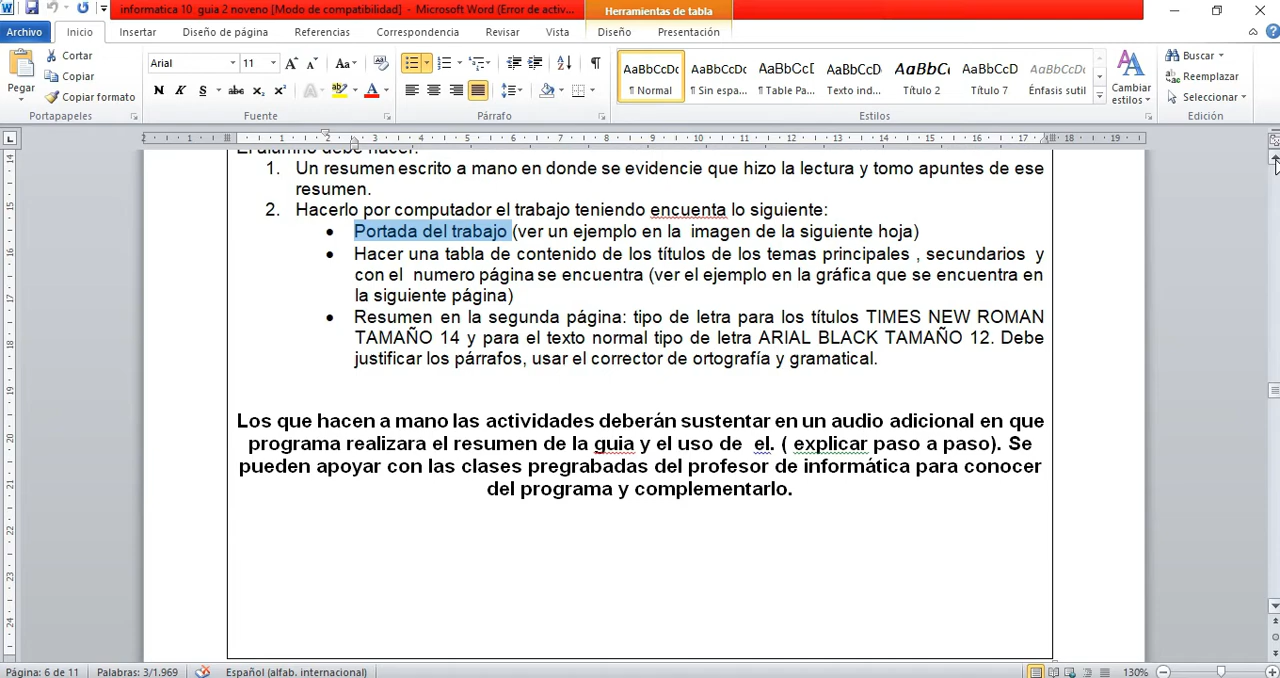 informatica 10 guia 2 noveno [Modo de compatibilidad] - Microsoft Word (Error de activ...
Herramientas de tabla
Archivo
Inicio
Insertar
Diseño de página
Referencias
Correspondencia
Revisar
Vista
Diseño
Presentación
Pegar
Cortar
Copiar
Copiar formato
Portapapeles
Arial
11
Fuente
Párrafo
AaBbCcDc
Normal
AaBbCcDc
Sin espa...
AaBbCcI
Table Pa...
AaBbCcD
Texto ind...
AaBbC
Título 2
AaBbCcD
Título 7
AaBbCcDc
Énfasis sutil
Estilos
Cambiar estilos
Buscar
Reemplazar
Seleccionar
Edición
El alumno debe hacer:
1. Un resumen escrito a mano en donde se evidencie que hizo la lectura y tomo apuntes de ese
resumen.
2. Hacerlo por computador el trabajo teniendo encuenta lo siguiente:
• Portada del trabajo (ver un ejemplo en la imagen de la siguiente hoja)
• Hacer una tabla de contenido de los títulos de los temas principales , secundarios y
con el numero página se encuentra (ver el ejemplo en la gráfica que se encuentra en
la siguiente página)
• Resumen en la segunda página: tipo de letra para los títulos TIMES NEW ROMAN
TAMAÑO 14 y para el texto normal tipo de letra ARIAL BLACK TAMAÑO 12. Debe
justificar los párrafos, usar el corrector de ortografía y gramatical.
Los que hacen a mano las actividades deberán sustentar en un audio adicional en que
programa realizara el resumen de la guia y el uso de el. ( explicar paso a paso). Se
pueden apoyar con las clases pregrabadas del profesor de informática para conocer
del programa y complementarlo.
Página: 6 de 11
Palabras: 3/1.969
Español (alfab. internacional)
130%